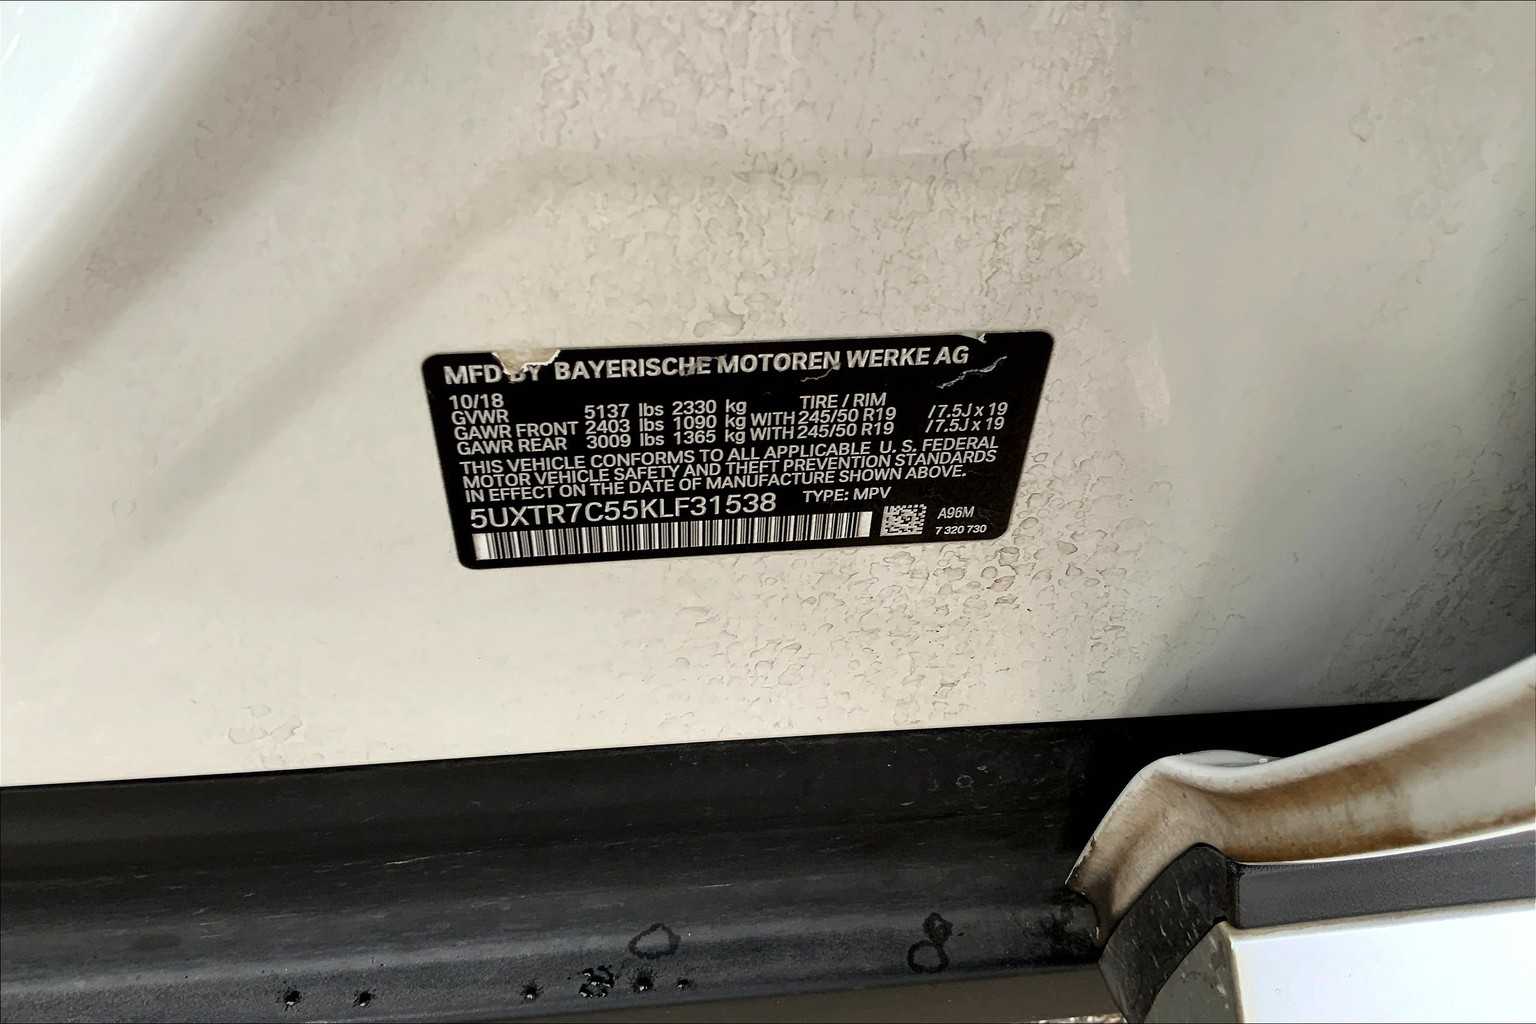 MFD BY BAYERISCHE MOTOREN WERKE AG
10/18 TIRE / RIM
GVWR 5137 lbs 2330 kg
GAWR FRONT 2403 lbs 1090 kg WITH 245/50 R19 / 7.5J x 19
GAWR REAR 3009 lbs 1365 kg WITH 245/50 R19 / 7.5J x 19
THIS VEHICLE CONFORMS TO ALL APPLICABLE U. S. FEDERAL
MOTOR VEHICLE SAFETY AND THEFT PREVENTION STANDARDS
IN EFFECT ON THE DATE OF MANUFACTURE SHOWN ABOVE.
5UXTR7C55KLF31538 TYPE: MPV
A96M
7 320 730